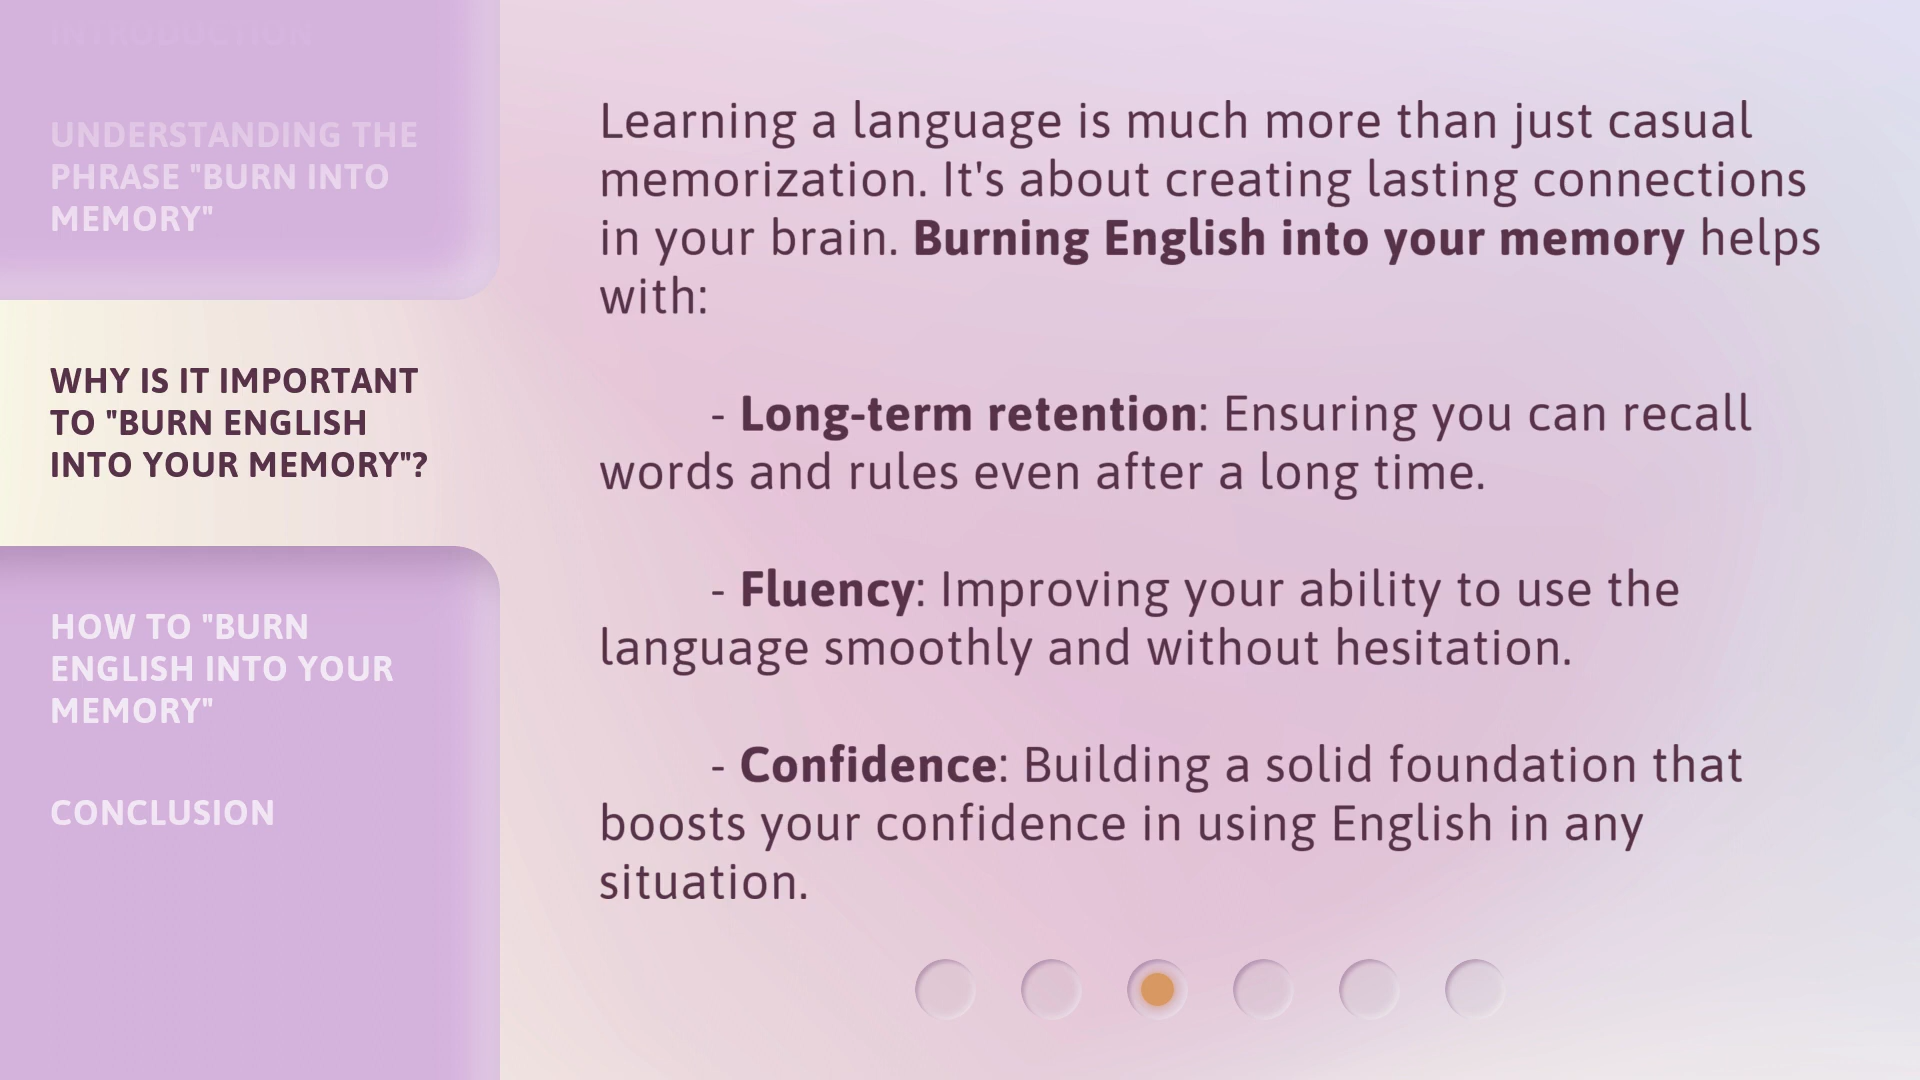 INTRODUCTION
UNDERSTANDING THE
PHRASE "BURN INTO
MEMORY"
WHY IS IT IMPORTANT
TO "BURN ENGLISH
INTO YOUR MEMORY"?
HOW TO "BURN
ENGLISH INTO YOUR
MEMORY"
CONCLUSION
Learning a language is much more than just casual
memorization. It's about creating lasting connections
in your brain. Burning English into your memory helps
with:
- Long-term retention: Ensuring you can recall
words and rules even after a long time.
- Fluency: Improving your ability to use the
language smoothly and without hesitation.
- Confidence: Building a solid foundation that
boosts your confidence in using English in any
situation.